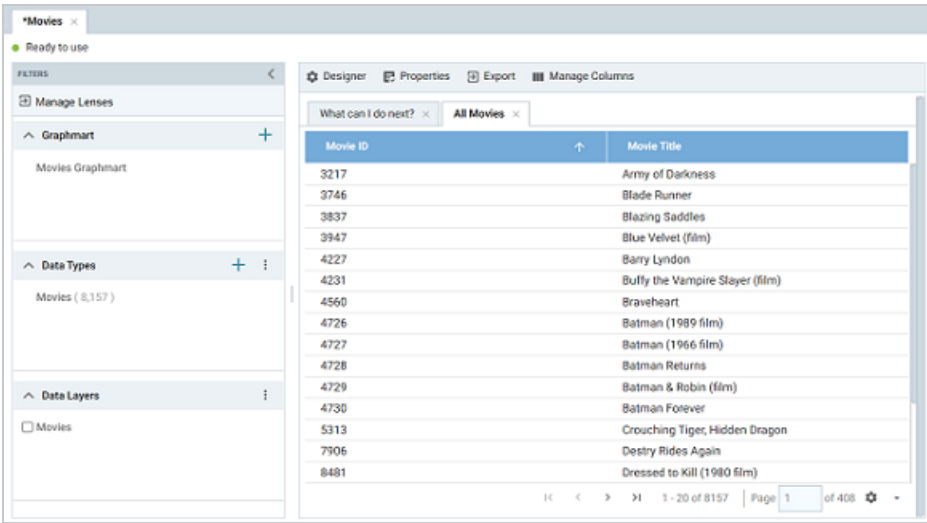 *Movies ×
Ready to use
FILTERS
Manage Lenses
Graphmart
Movies Graphmart
Data Types
Movies ( 8,157 )
Data Layers
Movies
Designer Properties Export Manage Columns
What can I do next? × All Movies ×
Movie ID Movie Title
3217 Army of Darkness
3746 Blade Runner
3837 Blazing Saddles
3947 Blue Velvet (film)
4227 Barry Lyndon
4231 Buffy the Vampire Slayer (film)
4560 Braveheart
4726 Batman (1989 film)
4727 Batman (1966 film)
4728 Batman Returns
4729 Batman & Robin (film)
4730 Batman Forever
5313 Crouching Tiger, Hidden Dragon
7906 Destry Rides Again
8481 Dressed to Kill (1980 film)
1 - 20 of 8157 Page 1 of 408